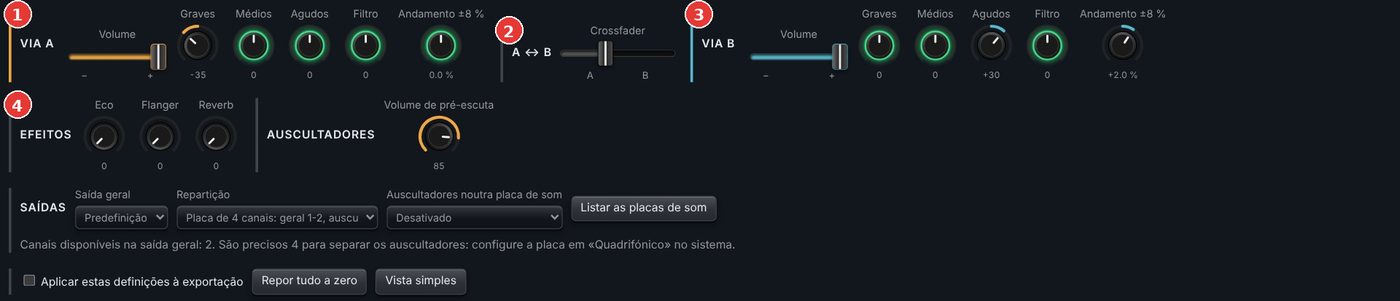 1
VIA A
Volume
−
+
Graves
-35
Médios
0
Agudos
0
Filtro
0
Andamento ±8 %
0.0 %
2
A ↔ B
Crossfader
A
B
3
VIA B
Volume
−
+
Graves
0
Médios
0
Agudos
+30
Filtro
0
Andamento ±8 %
+2.0 %
4
EFEITOS
Eco
0
Flanger
0
Reverb
0
AUSCULTADORES
Volume de pré-escuta
85
SAÍDAS
Saída geral
Predefinição
Repartição
Placa de 4 canais: geral 1-2, auscu
Auscultadores noutra placa de som
Desativado
Listar as placas de som
Canais disponíveis na saída geral: 2. São precisos 4 para separar os auscultadores: configure a placa em «Quadrifónico» no sistema.
Aplicar estas definições à exportação
Repor tudo a zero
Vista simples